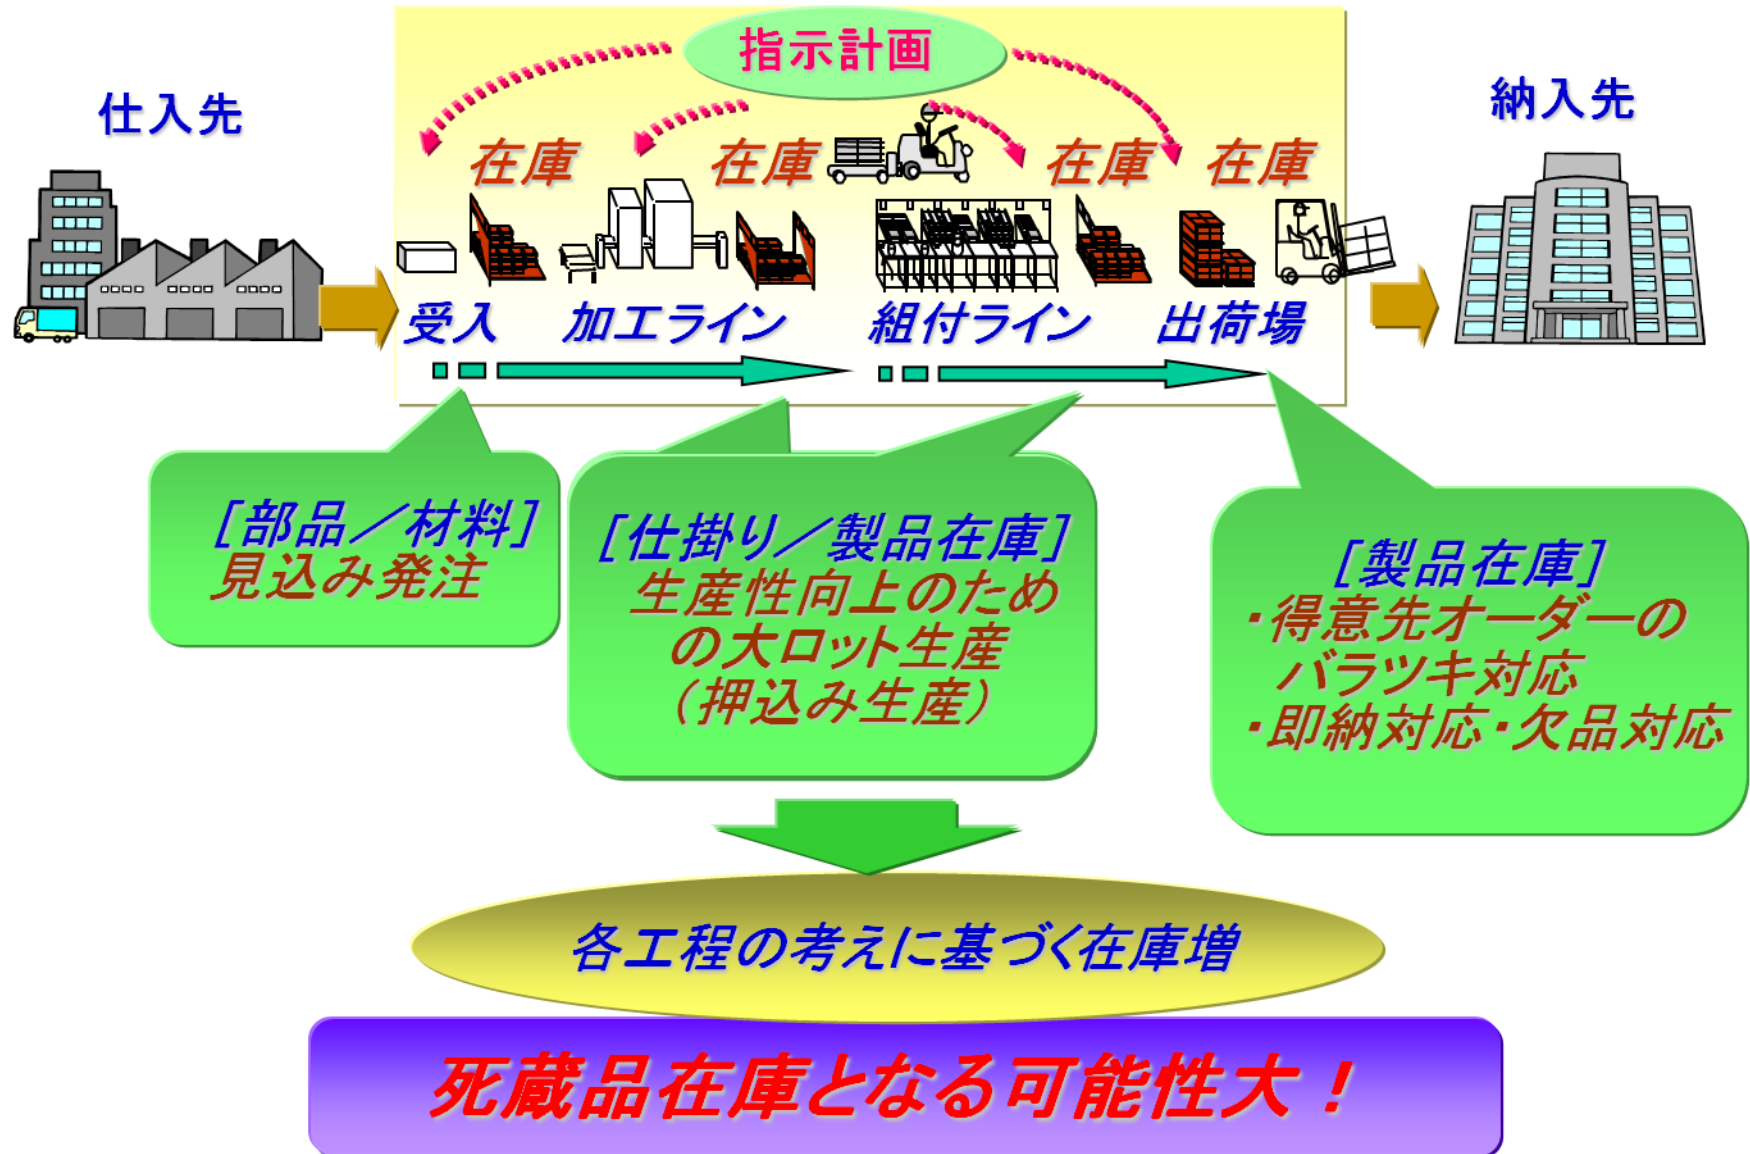 指示計画
仕入先
納入先
在庫
在庫
在庫
在庫
受入
加工ライン
組付ライン
出荷場
[部品／材料]
見込み発注
[仕掛り／製品在庫]
生産性向上のため
の大ロット生産
（押込み生産）
[製品在庫]
・得意先オーダーの
バラツキ対応
・即納対応・欠品対応
各工程の考えに基づく在庫増
死蔵品在庫となる可能性大！